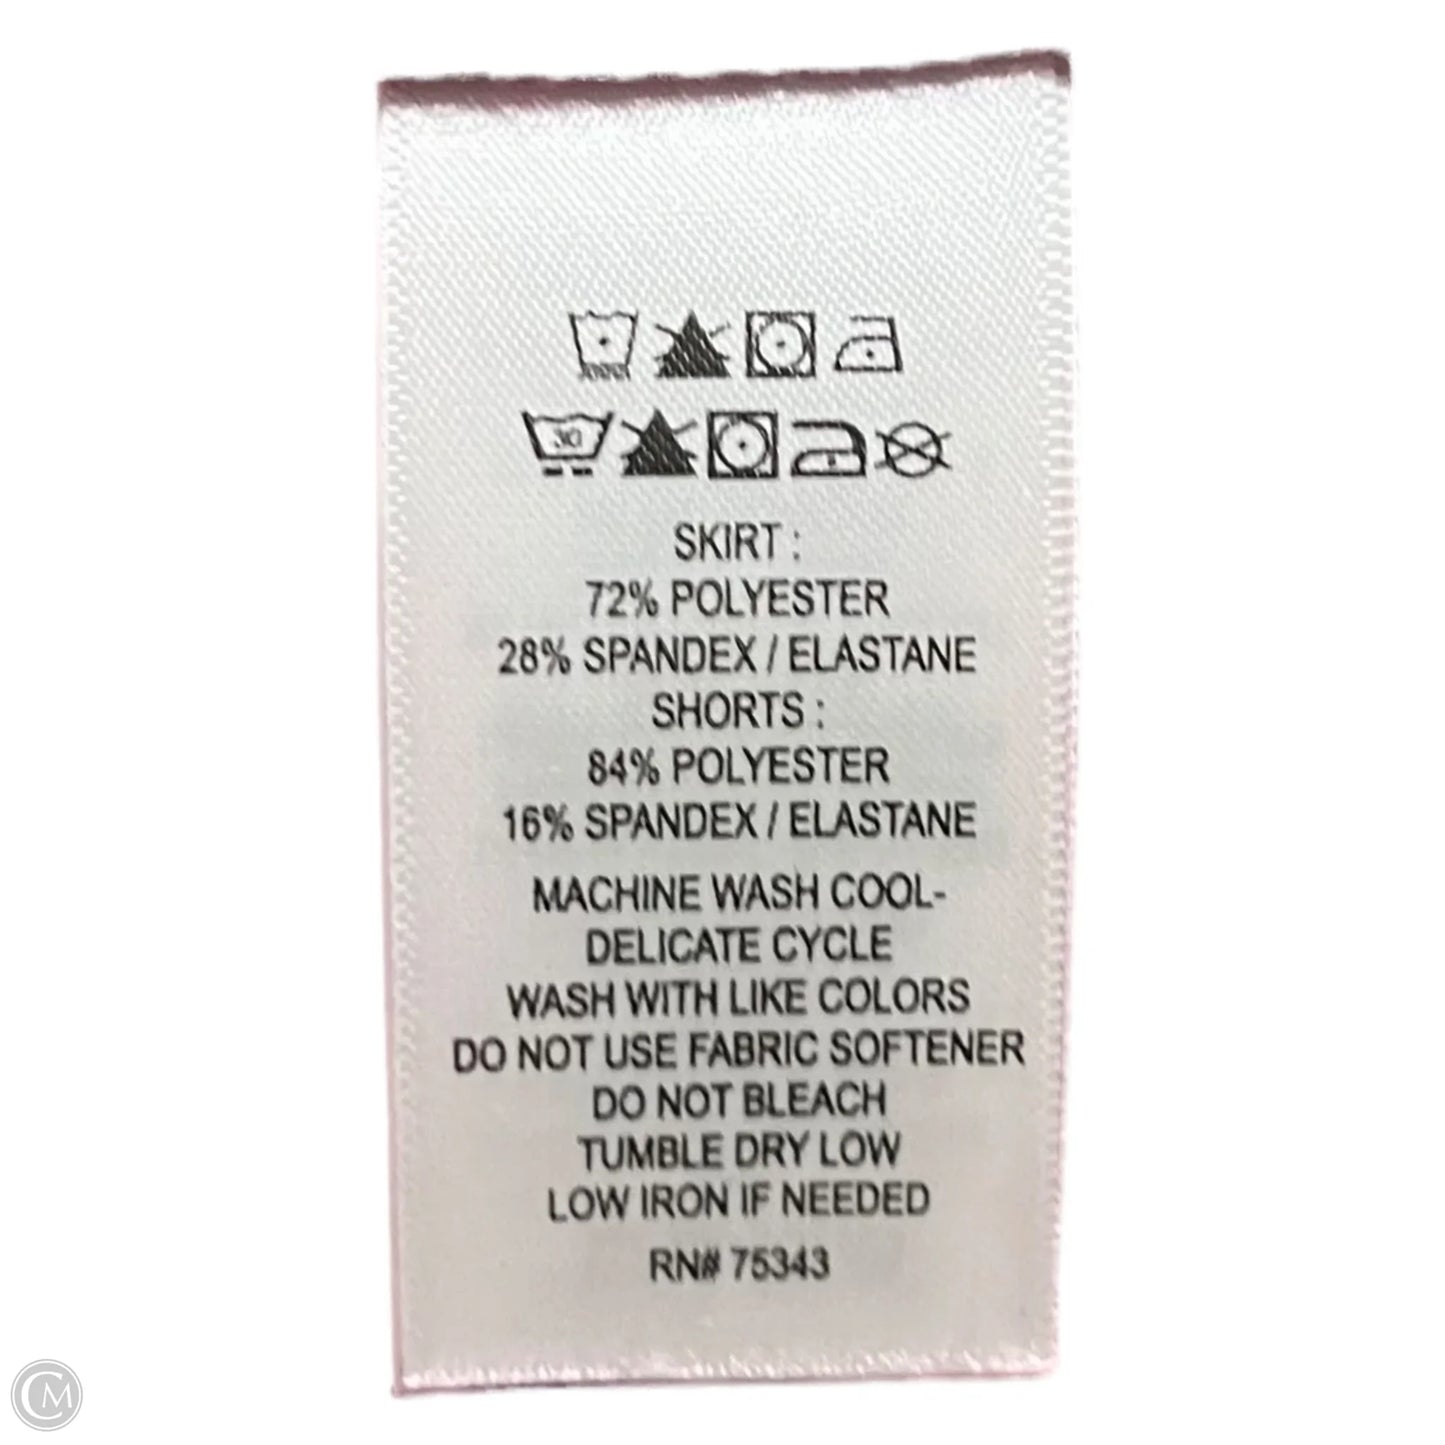 30
SKIRT :
72% POLYESTER
28% SPANDEX / ELASTANE
SHORTS :
84% POLYESTER
16% SPANDEX / ELASTANE
MACHINE WASH COOL-
DELICATE CYCLE
WASH WITH LIKE COLORS
DO NOT USE FABRIC SOFTENER
DO NOT BLEACH
TUMBLE DRY LOW
LOW IRON IF NEEDED
RN# 75343
CM